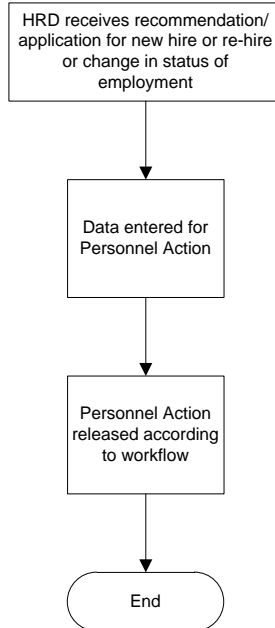 HRD receives recommendation/
application for new hire or re-hire
or change in status of
employment
Data entered for
Personnel Action
Personnel Action
released according
to workflow
End